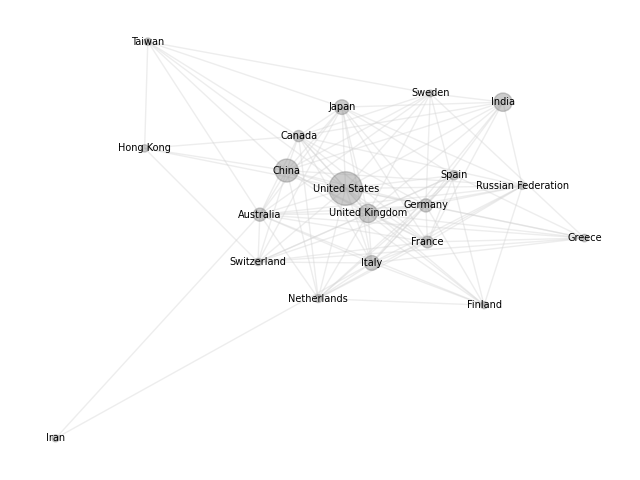 Taiwan
Sweden
India
Japan
Canada
Hong Kong
China
Spain
United States
Russian Federation
Germany
United Kingdom
Australia
Greece
France
Switzerland
Italy
Netherlands
Finland
Iran